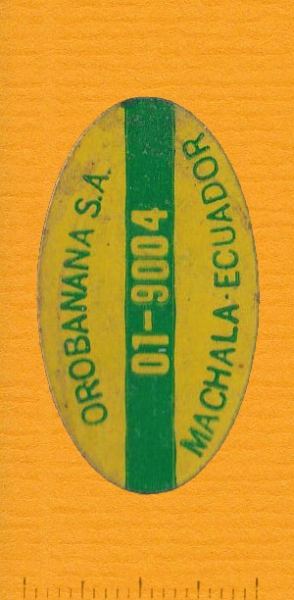 OROBANANA S.A.
01-9004
MACHALA-ECUADOR